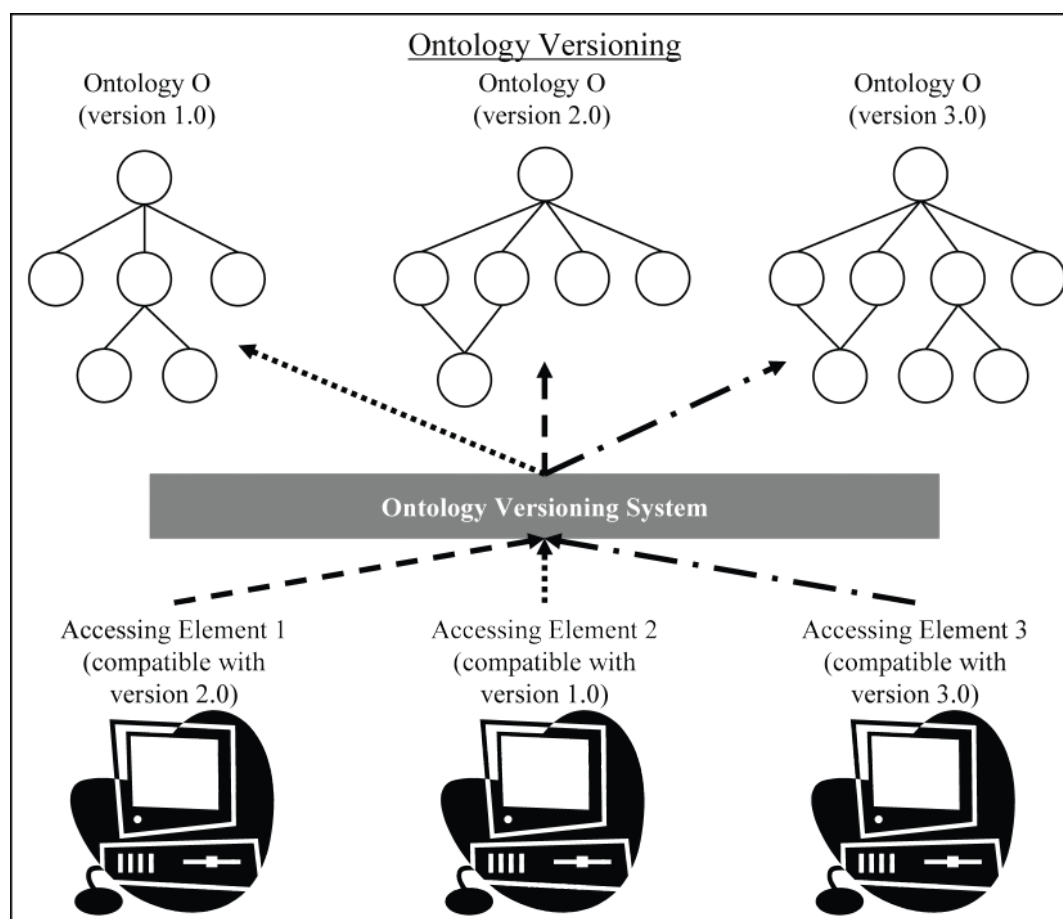 Ontology Versioning
Ontology O
(version 1.0)
Ontology O
(version 2.0)
Ontology O
(version 3.0)
Ontology Versioning System
Accessing Element 1
(compatible with
version 2.0)
Accessing Element 2
(compatible with
version 1.0)
Accessing Element 3
(compatible with
version 3.0)